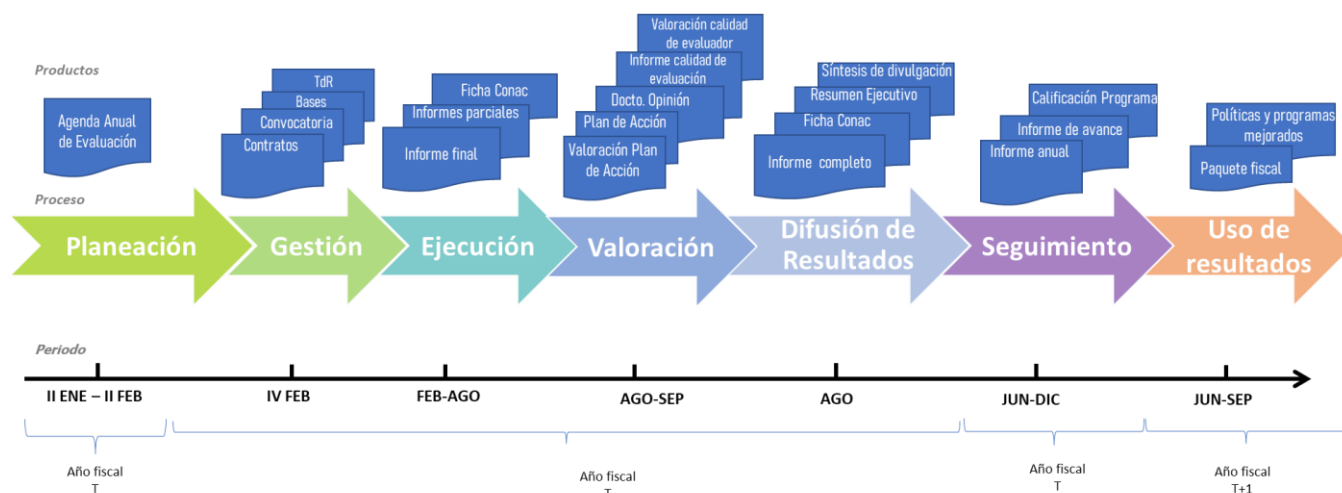 Productos
Agenda Anual
de Evaluación
TdR
Bases
Convocatoria
Contratos
Ficha Conac
Informes parciales
Informe final
Valoración calidad
de evaluador
Informe calidad de
evaluación
Docto. Opinión
Plan de Acción
Valoración Plan
de Acción
Síntesis de divulgación
Resumen Ejecutivo
Ficha Conac
Informe completo
Calificación Programa
Informe de avance
Informe anual
Políticas y programas
mejorados
Paquete fiscal
Proceso
Planeación
Gestión
Ejecución
Valoración
Difusión de
Resultados
Seguimiento
Uso de
resultados
Periodo
II ENE – II FEB
IV FEB
FEB-AGO
AGO-SEP
AGO
JUN-DIC
JUN-SEP
Año fiscal
T
Año fiscal
T
Año fiscal
T
Año fiscal
T+1